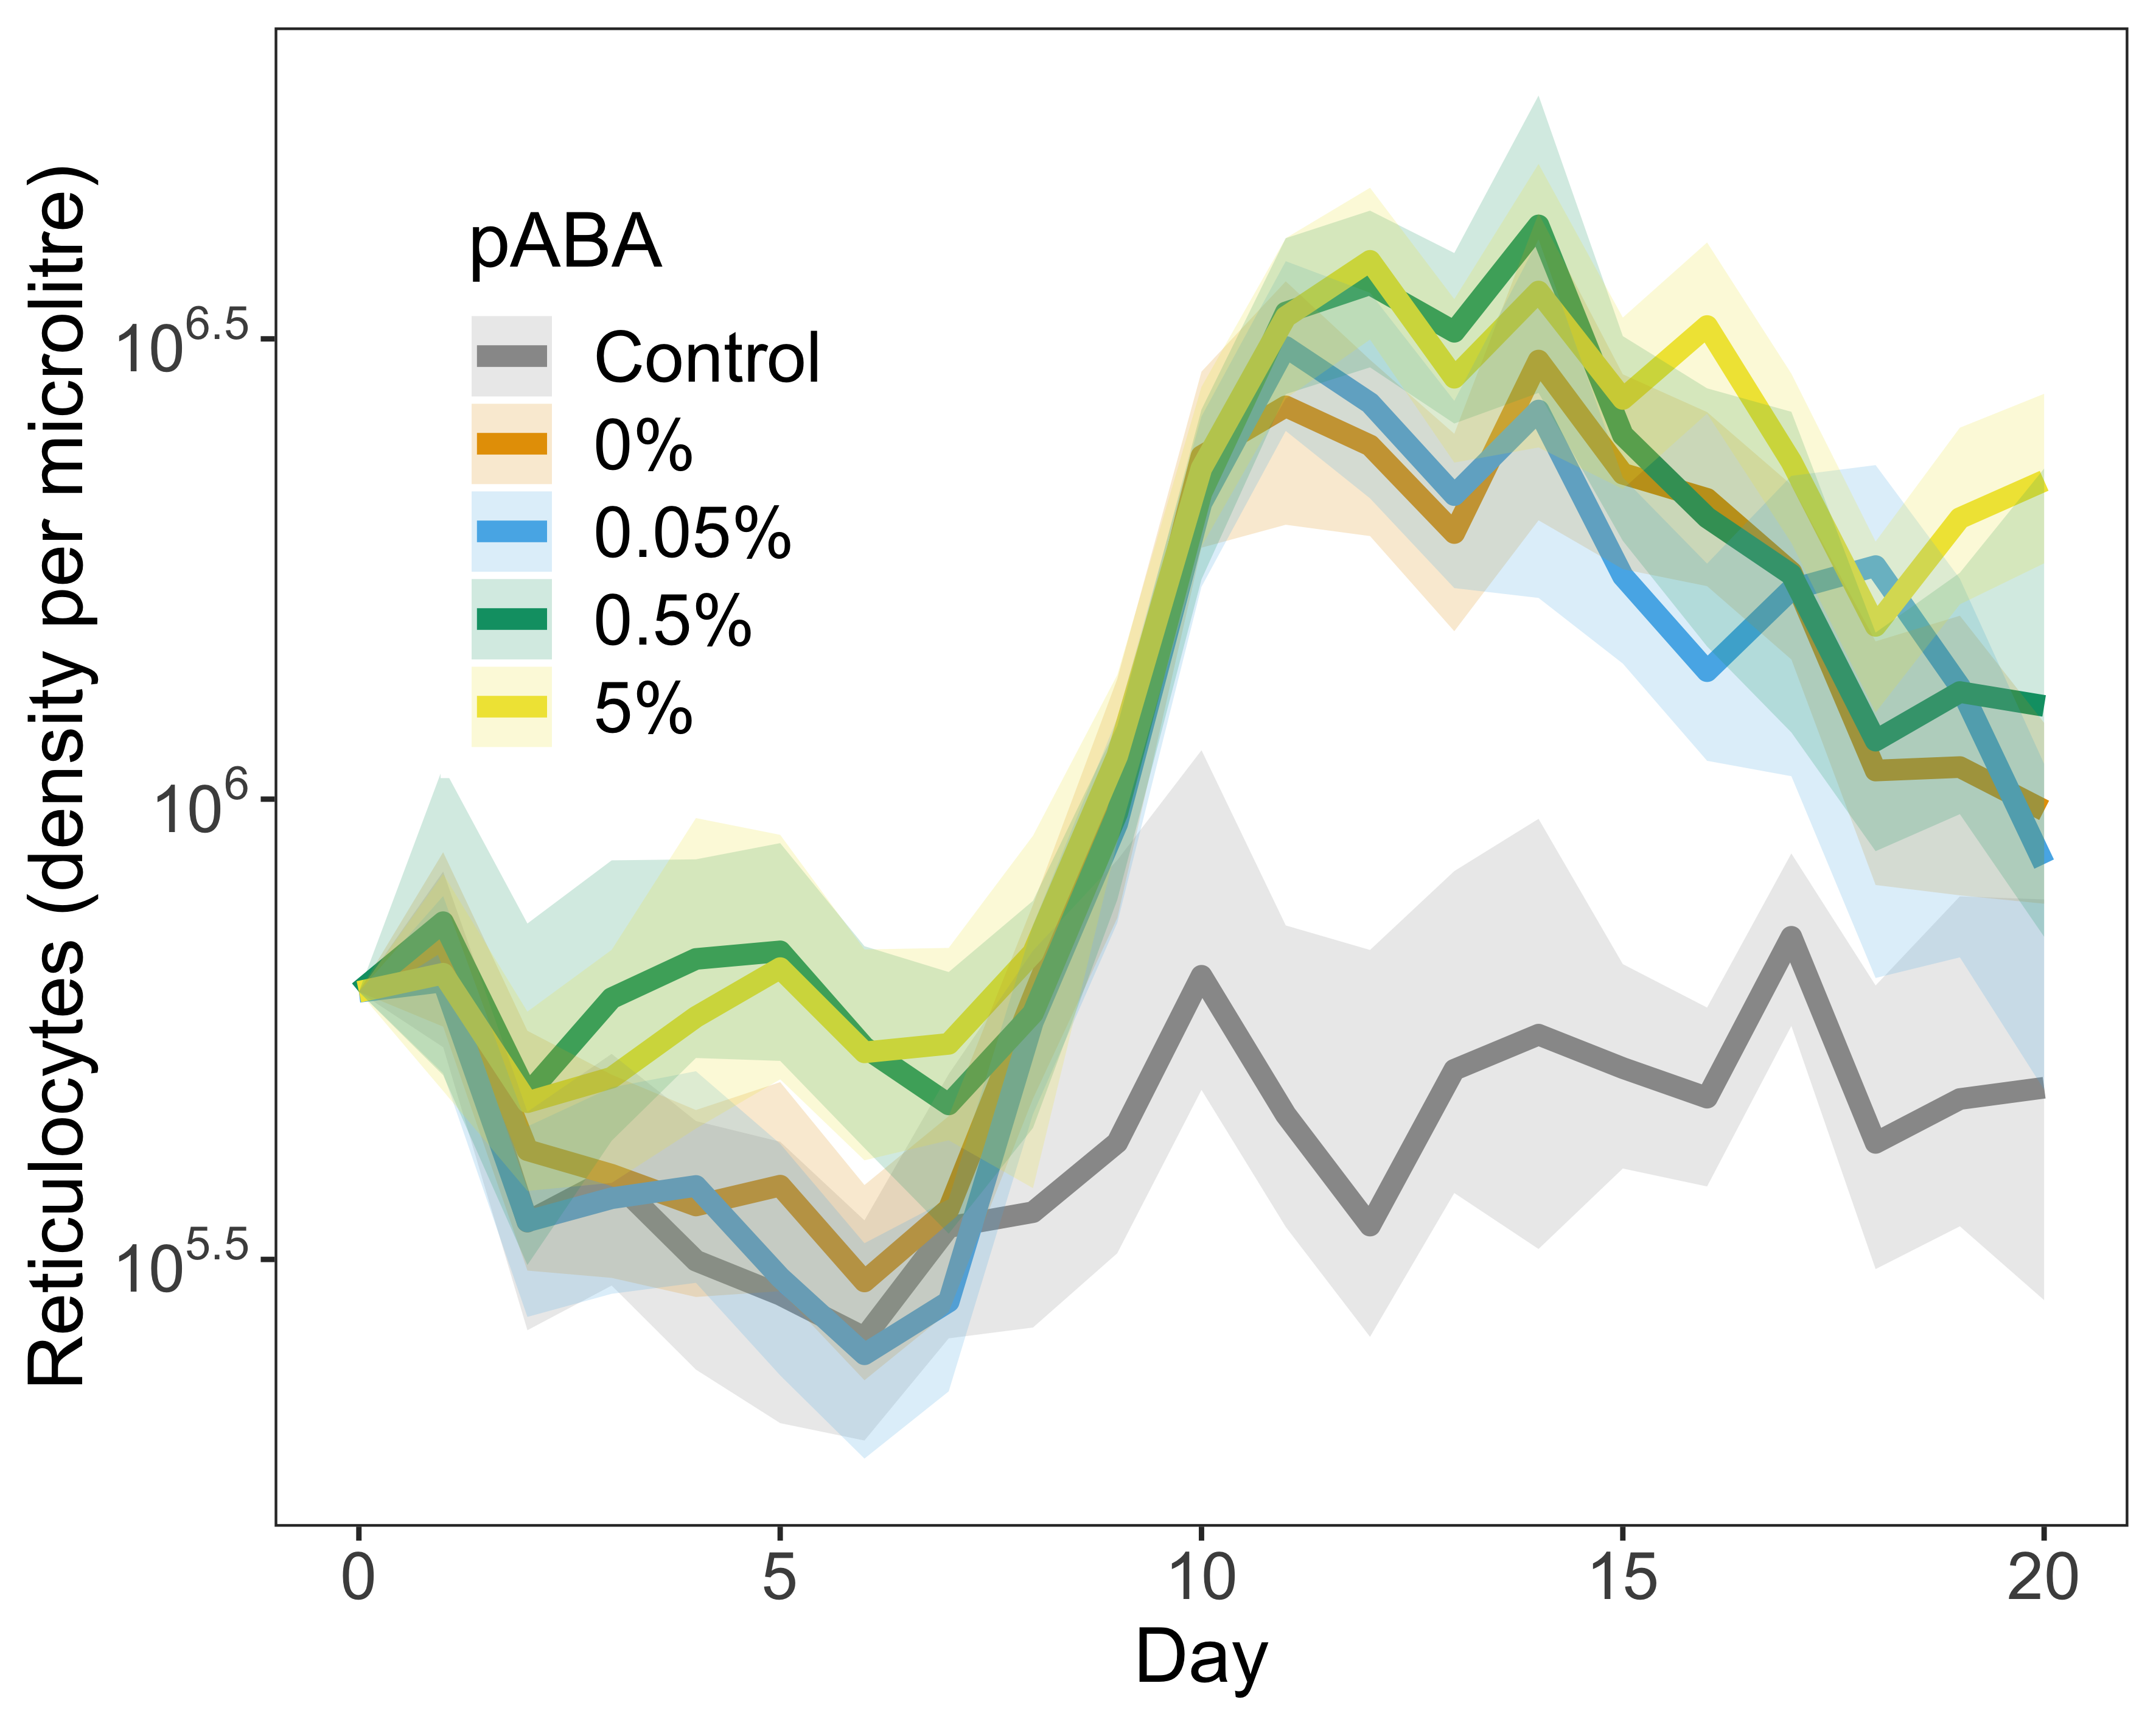 Reticulocytes (density per microlitre)
10^6.5
10^6
10^5.5
pABA
Control
0%
0.05%
0.5%
5%
0 5 10 15 20
Day